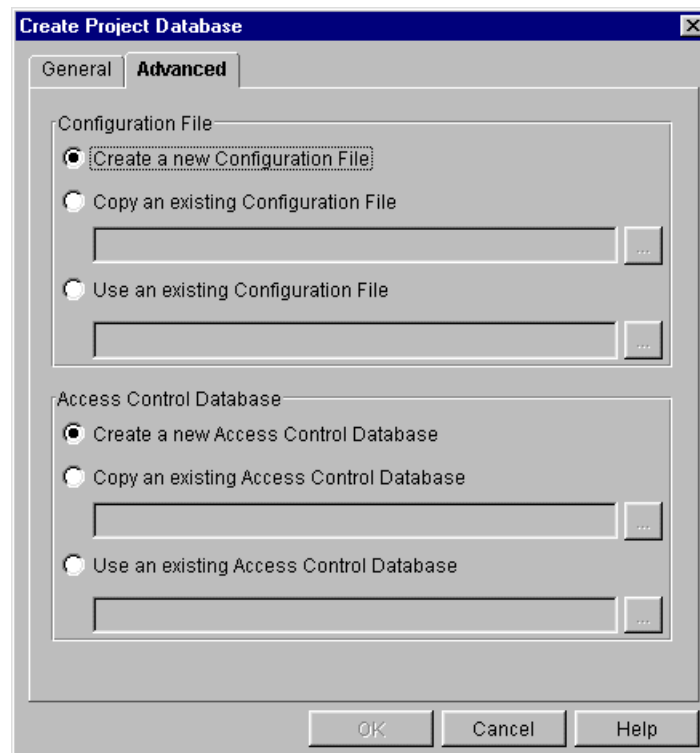 Create Project Database
General Advanced
Configuration File
Create a new Configuration File
Copy an existing Configuration File
...
Use an existing Configuration File
...
Access Control Database
Create a new Access Control Database
Copy an existing Access Control Database
...
Use an existing Access Control Database
...
OK Cancel Help